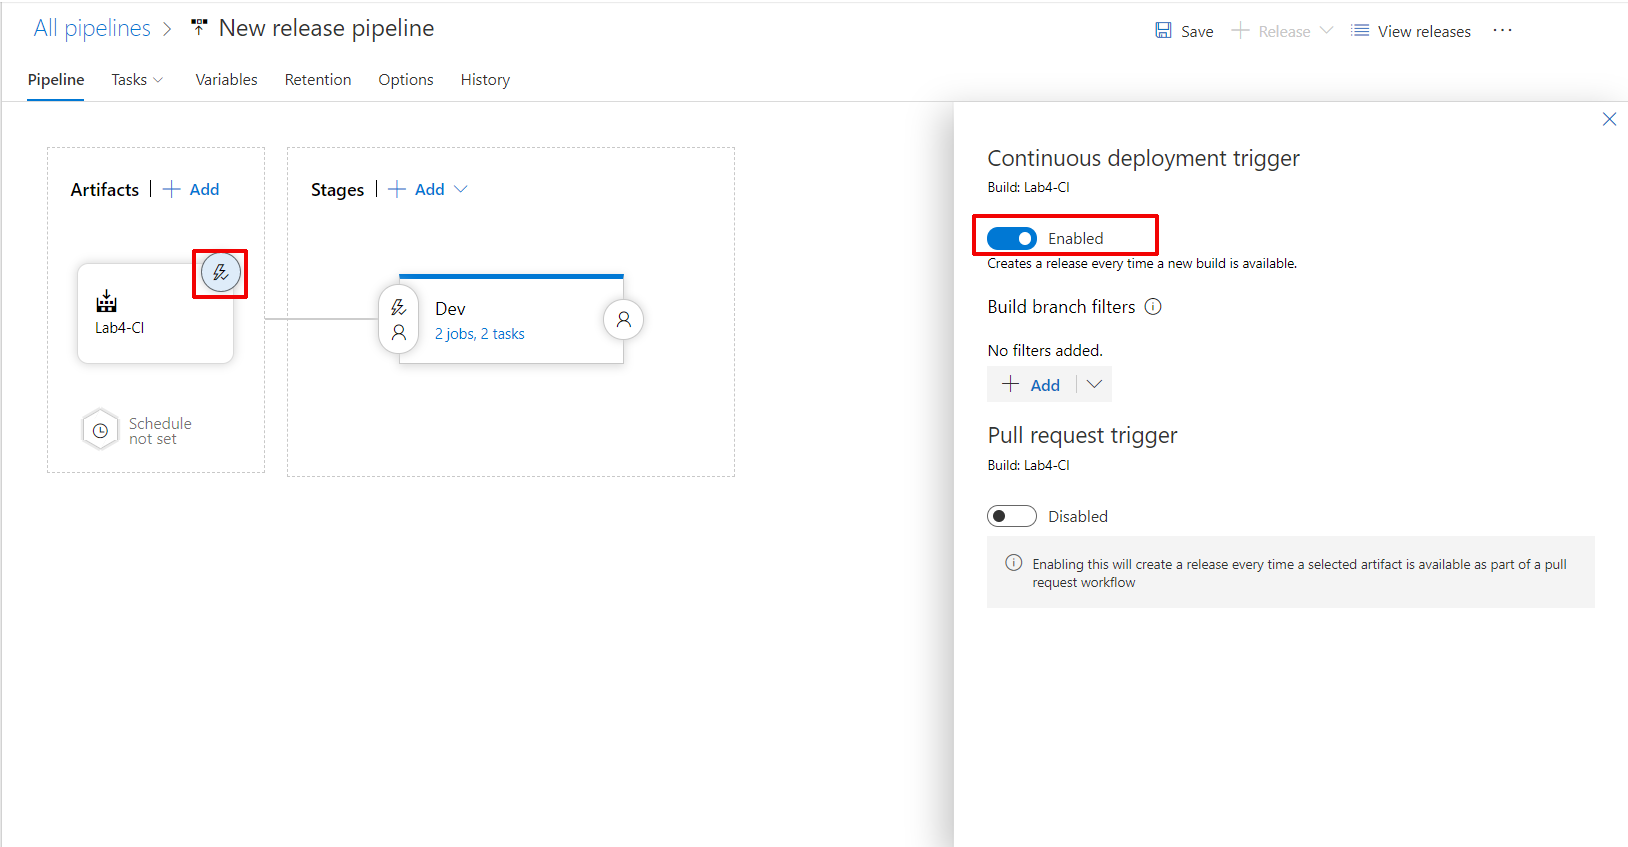 All pipelines > New release pipeline
Save
Release
View releases
...
Pipeline
Tasks
Variables
Retention
Options
History
Artifacts | + Add
Lab4-CI
Schedule
not set
Stages | + Add
Dev
2 jobs, 2 tasks
Continuous deployment trigger
Build: Lab4-CI
Enabled
Creates a release every time a new build is available.
Build branch filters
No filters added.
+ Add
Pull request trigger
Build: Lab4-CI
Disabled
Enabling this will create a release every time a selected artifact is available as part of a pull
request workflow